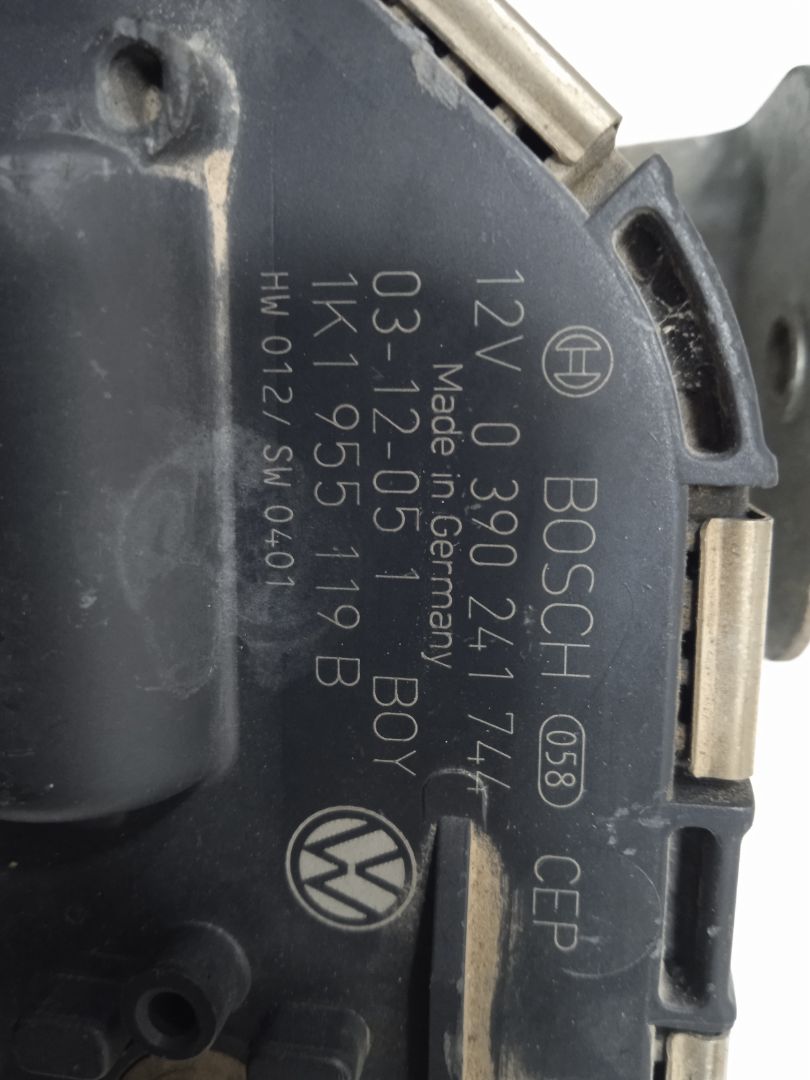 BOSCH 058 CEP
12V 0 390 241 744
Made in Germany
03-12-05 1 BOY
1K1 955 119 B
HW 012/ SW 0401